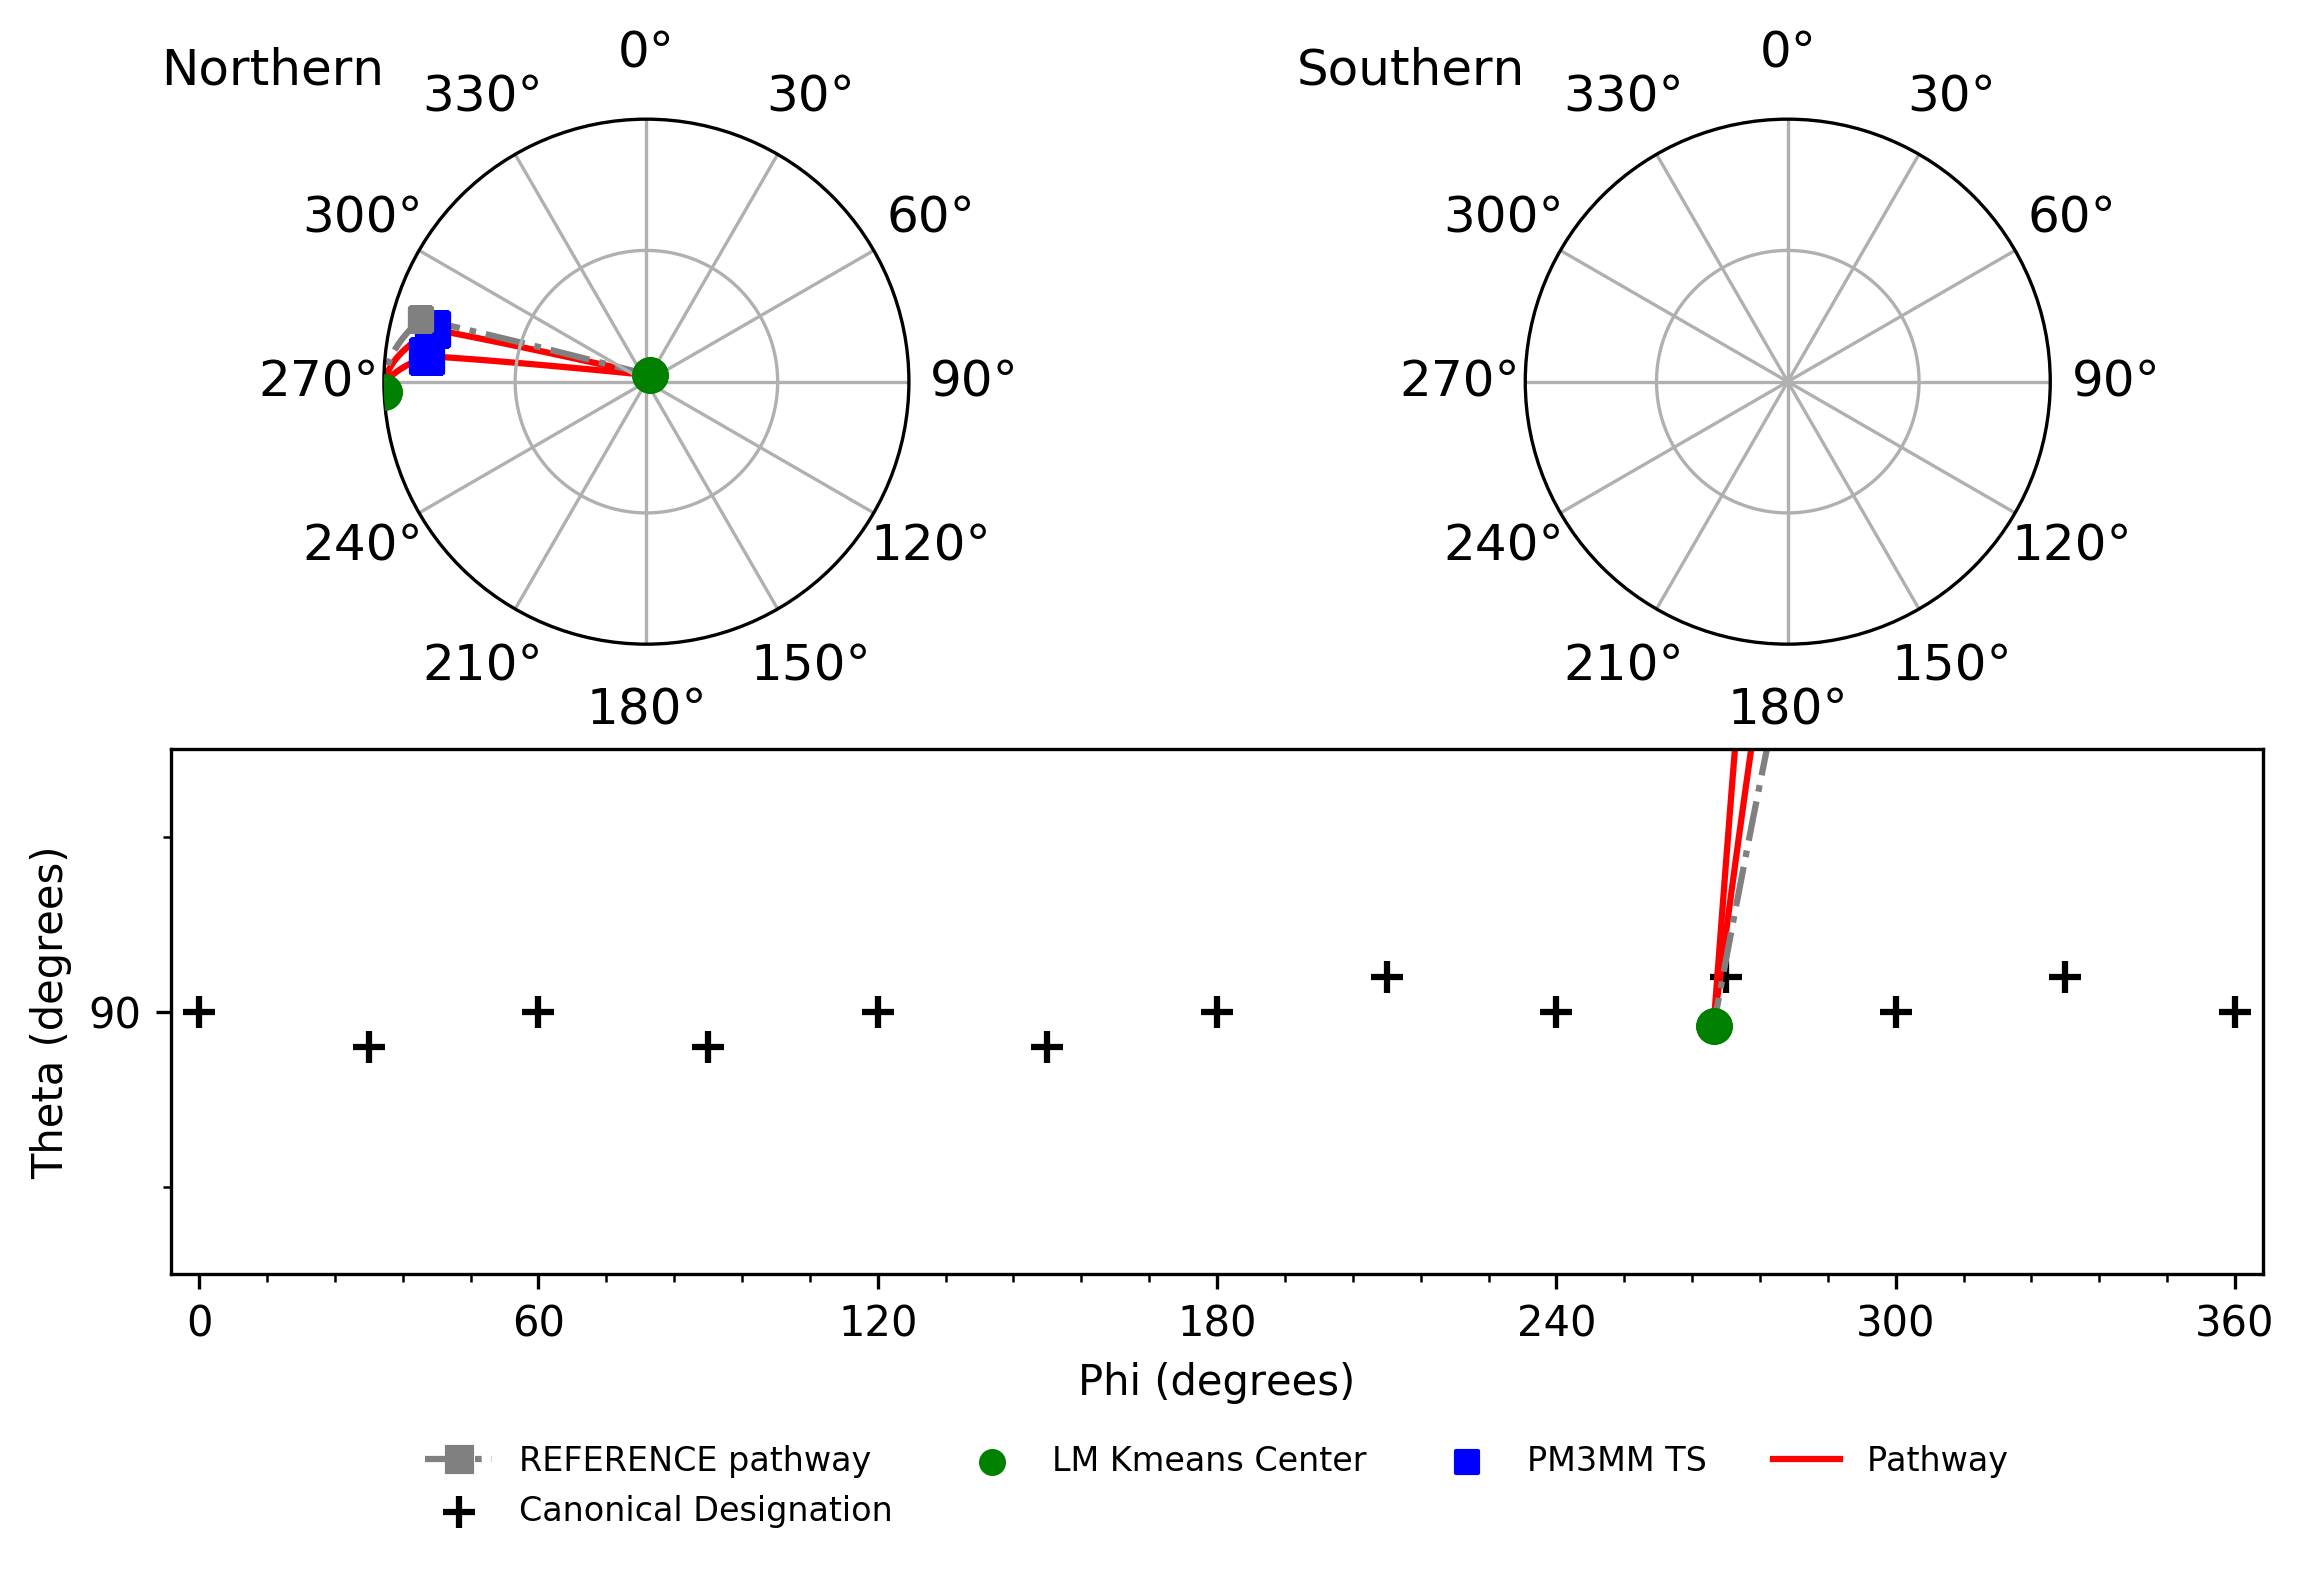 Northern
0°
30°
60°
90°
120°
150°
180°
210°
240°
270°
300°
330°
Southern
0°
30°
60°
90°
120°
150°
180°
210°
240°
270°
300°
330°
Theta (degrees)
90
0 60 120 180 240 300 360
Phi (degrees)
REFERENCE pathway
Canonical Designation
LM Kmeans Center
PM3MM TS
Pathway